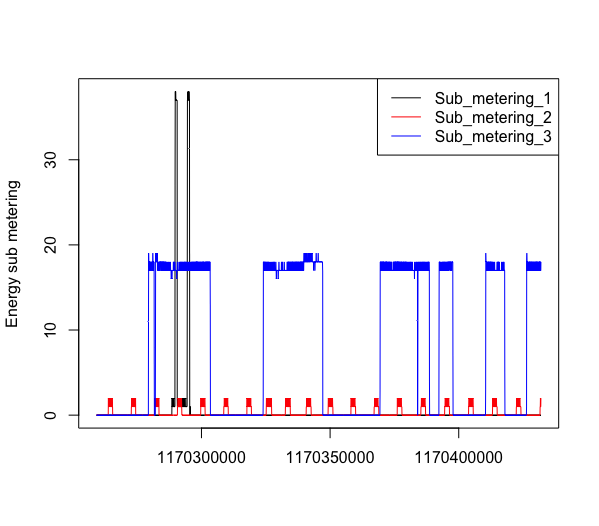 Sub_metering_1
Sub_metering_2
Sub_metering_3
Energy sub metering
30
20
10
0
1170300000
1170350000
1170400000